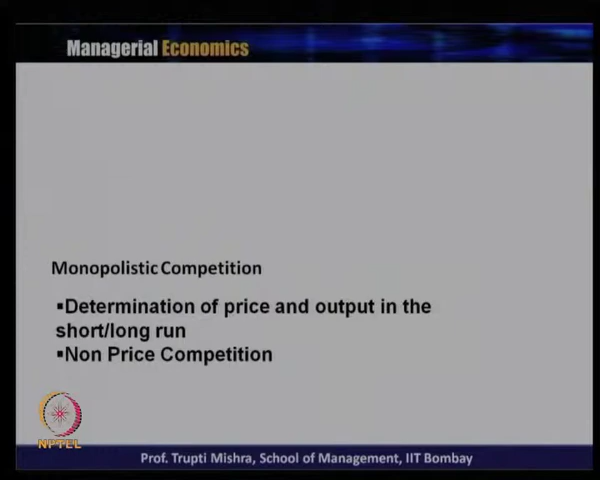 Managerial Economics
Monopolistic Competition
▪Determination of price and output in the
short/long run
▪Non Price Competition
NPTEL
Prof. Trupti Mishra, School of Management, IIT Bombay